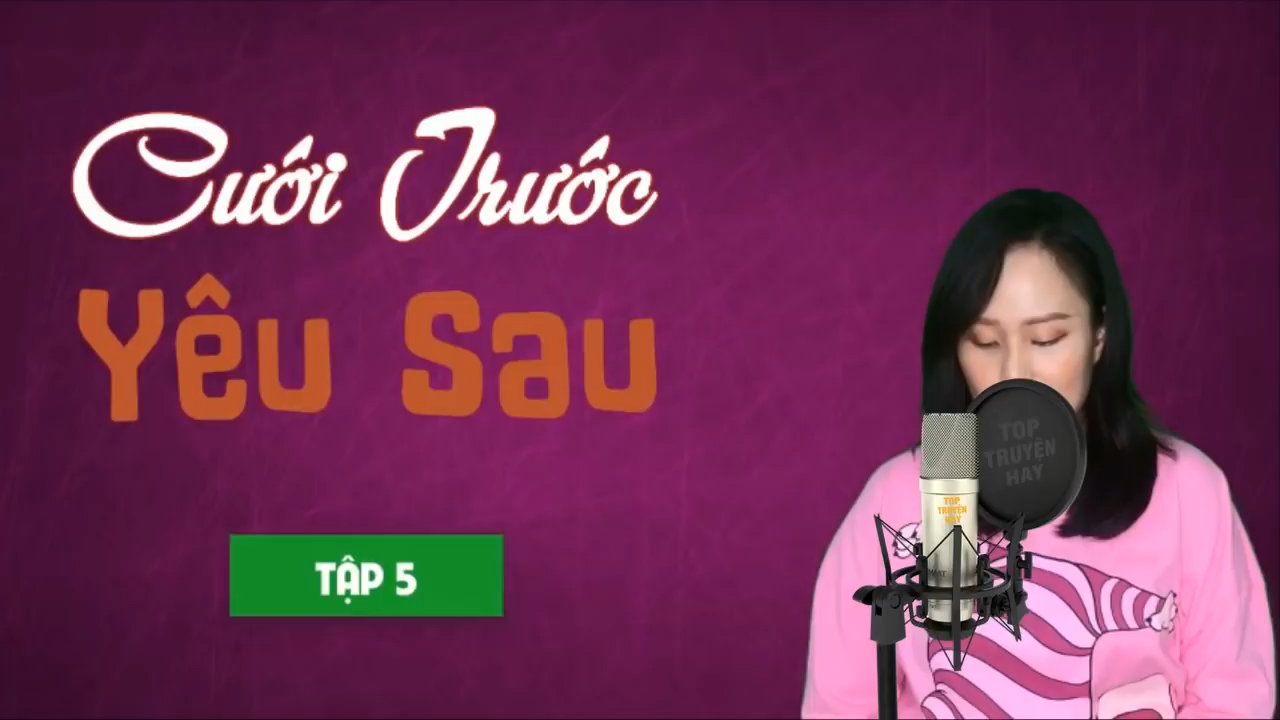 Cưới Trước
Yêu Sau
TẬP 5
TOP
TRUYỆN
HAY
TOP
TRUYỆN
HAY